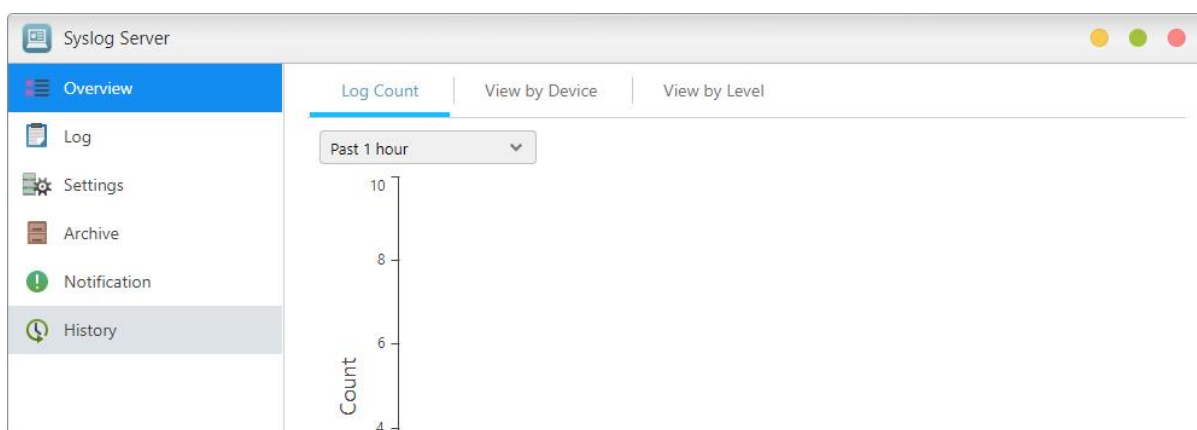 Syslog Server
Overview
Log
Settings
Archive
Notification
History
Log Count
View by Device
View by Level
Past 1 hour
10
8
6
4
Count